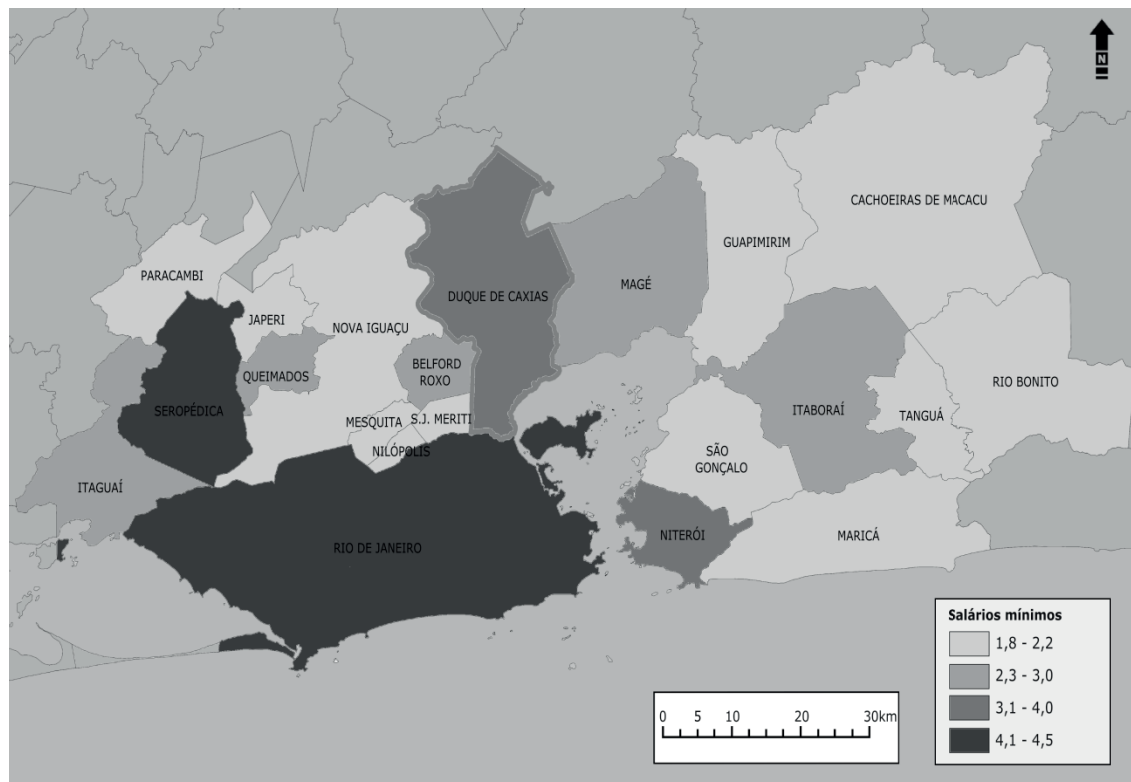 N
CACHOEIRAS DE MACACU
GUAPIMIRIM
PARACAMBI
MAGÉ
DUQUE DE CAXIAS
JAPERI
NOVA IGUAÇU
BELFORD
ROXO
QUEIMADOS
RIO BONITO
SEROPÉDICA
ITABORAÍ
TANGUÁ
MESQUITA
S.J. MERITI
NILÓPOLIS
SÃO
GONÇALO
ITAGUAÍ
NITERÓI
MARICÁ
RIO DE JANEIRO
Salários mínimos
1,8 - 2,2
2,3 - 3,0
3,1 - 4,0
4,1 - 4,5
0 5 10 20 30km